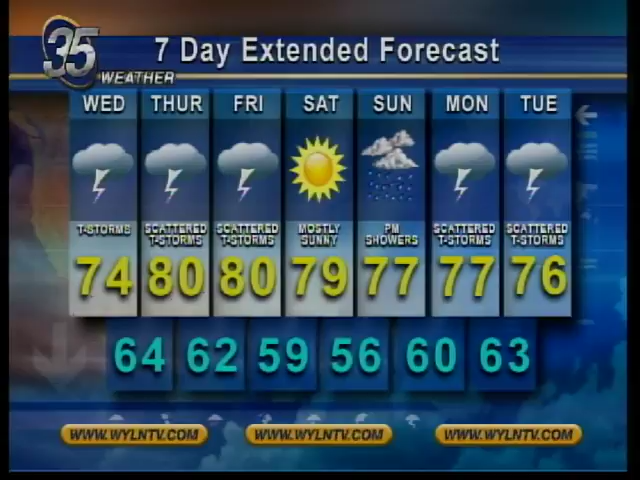 35
7 Day Extended Forecast
WEATHER
WED THUR FRI SAT SUN MON TUE
T-STORMS SCATTERED T-STORMS SCATTERED T-STORMS MOSTLY SUNNY PM SHOWERS SCATTERED T-STORMS SCATTERED T-STORMS
74 80 80 79 77 77 76
64 62 59 56 60 63
WWW.WYLNTV.COM WWW.WYLNTV.COM WWW.WYLNTV.COM